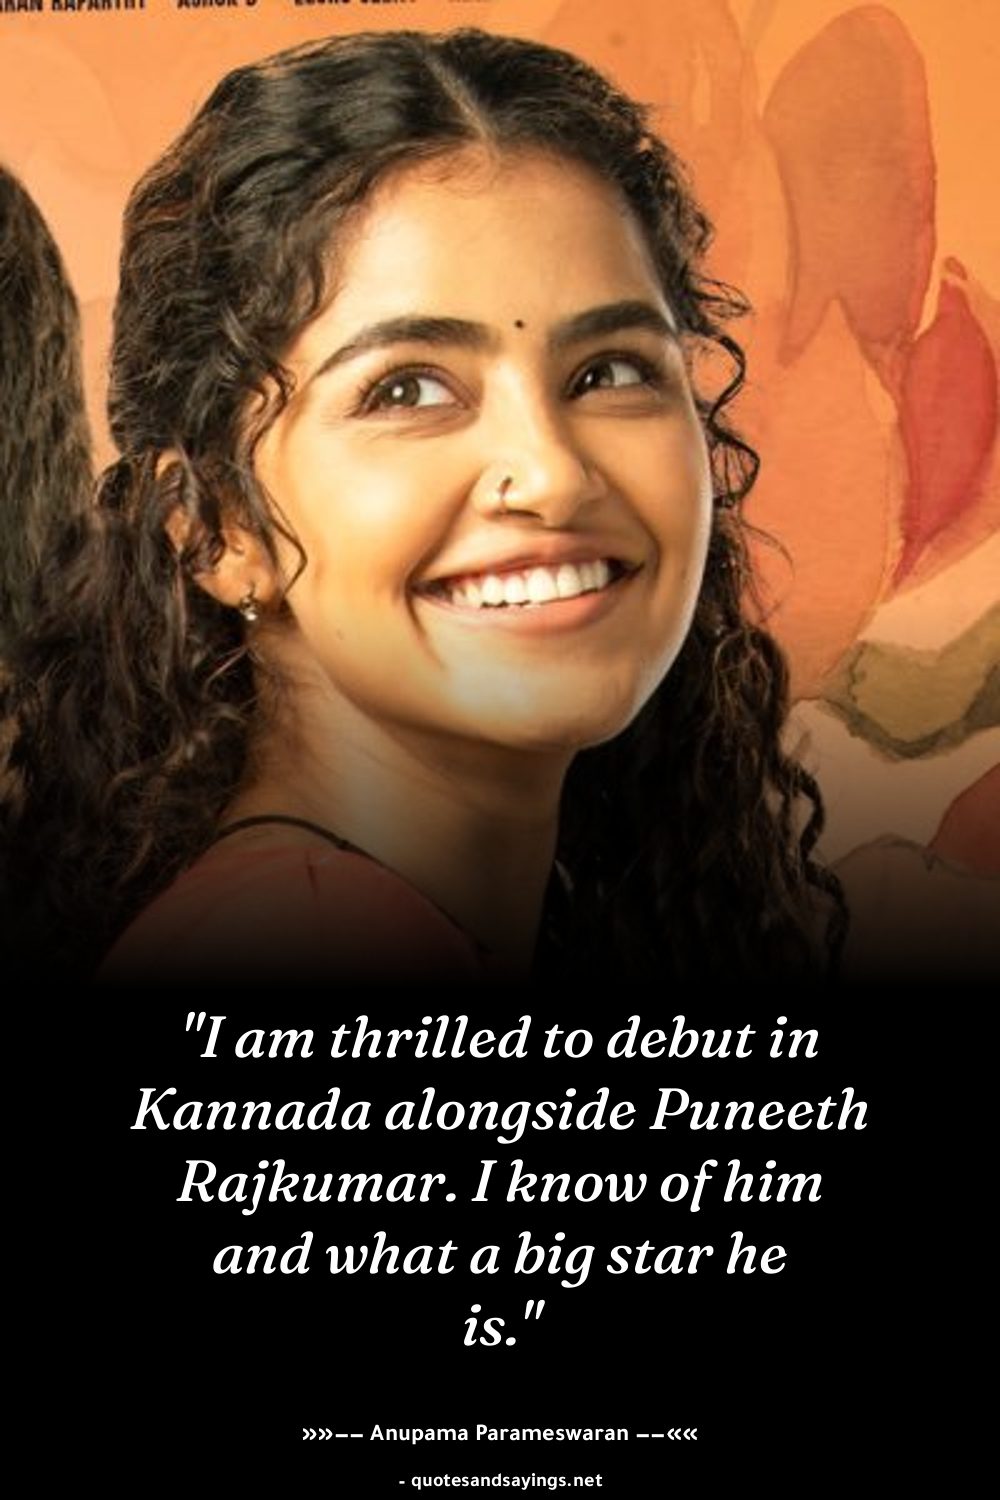 "I am thrilled to debut in
Kannada alongside Puneeth
Rajkumar. I know of him
and what a big star he
is."
»»–– Anupama Parameswaran ––««
- quotesandsayings.net